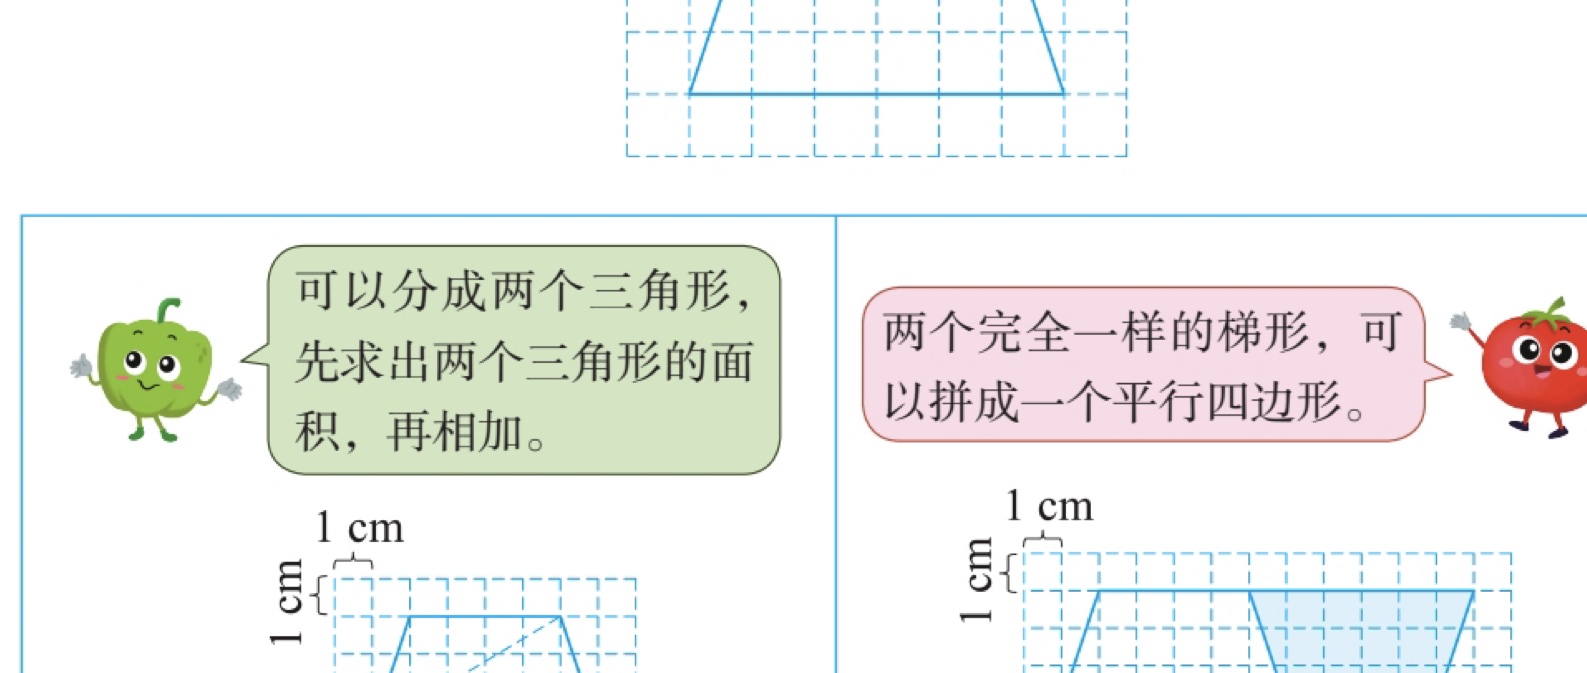 可以分成两个三角形，
先求出两个三角形的面
积，再相加。
两个完全一样的梯形，可
以拼成一个平行四边形。
1 cm
1 cm
1 cm
1 cm